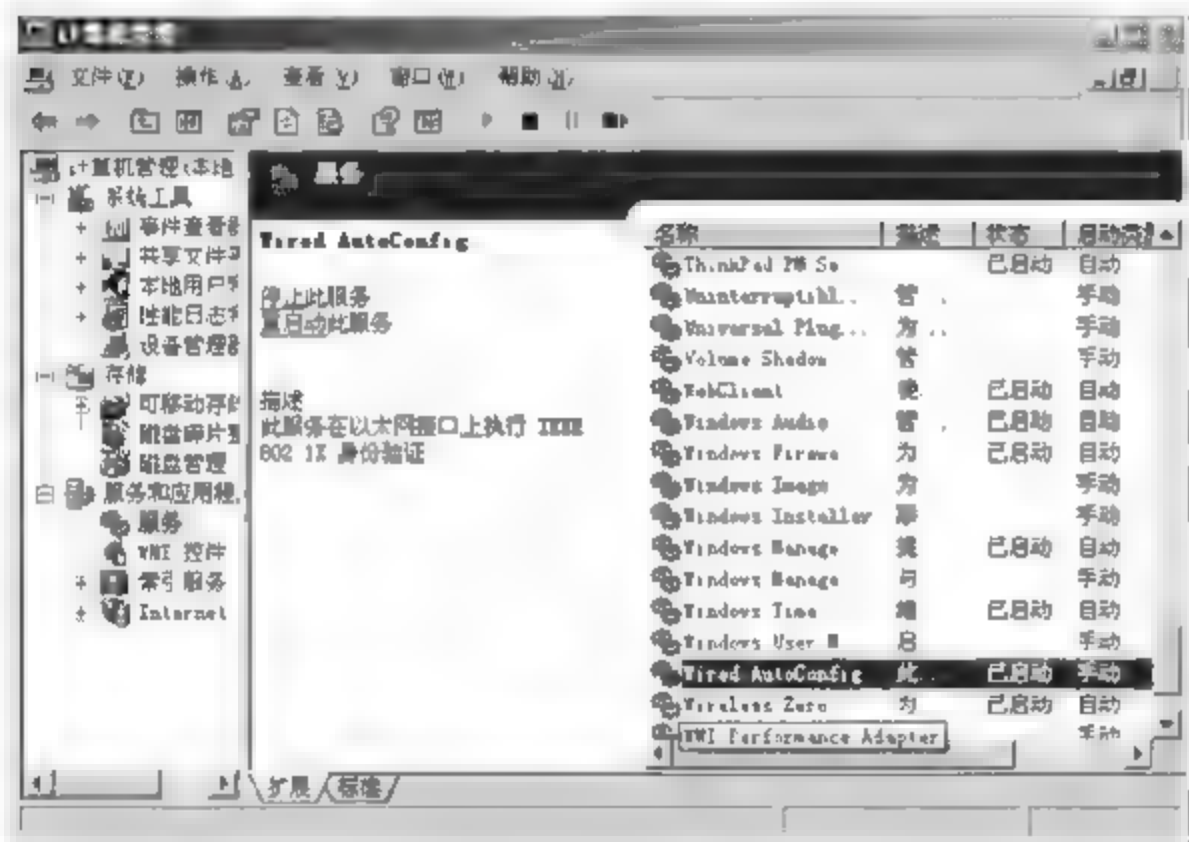 计算机管理
文件(F) 操作(A) 查看(V) 窗口(W) 帮助(H)
计算机管理(本地
系统工具
事件查看器
共享文件
本地用户和
性能日志和
设备管理器
存储
可移动存储
磁盘碎片整
磁盘管理
服务和应用程
服务
WMI 控件
索引服务
Internet
服务
Wired AutoConfig
停止此服务
重启动此服务
描述
此服务在以太网接口上执行 IEEE
802 1X 身份验证
名称 描述 状态 启动类型
ThinkPad PM Se 已启动 自动
Uninterruptibl.. 管 . 手动
Universal Plug... 为 .. 手动
Volume Shadow 管 手动
WebClient 使 已启动 自动
Windows Audio 管 . 已启动 自动
Windows Firewa 为 已启动 自动
Windows Image 为 手动
Windows Installer 添 手动
Windows Manage 提 已启动 自动
Windows Manage 与 手动
Windows Time 维 已启动 自动
Windows User M 启 手动
Wired AutoConfig 此.. 已启动 手动
Wireless Zero 为 已启动 自动
WMI Performance Adapter 手动
扩展 标准